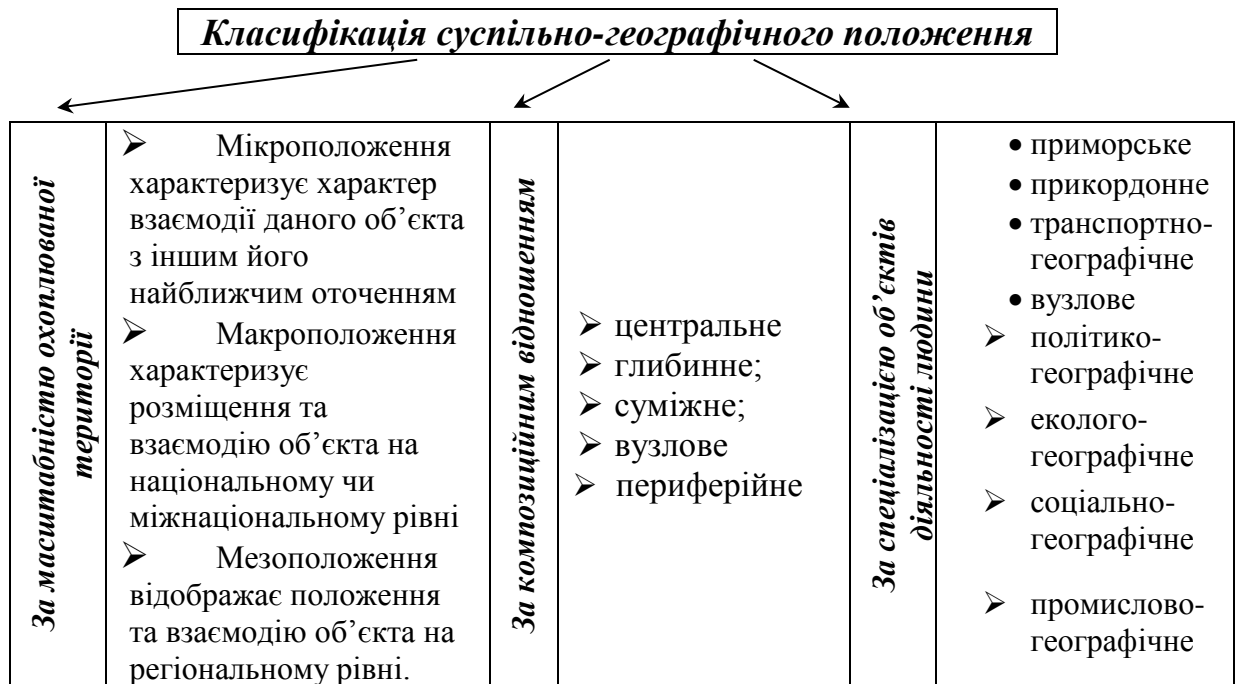 Класифікація суспільно-географічного положення
За масштабністю охоплюваної
території
➢ Мікроположення
характеризує характер
взаємодії даного об’єкта
з іншим його
найближчим оточенням
➢ Макроположення
характеризує
розміщення та
взаємодію об’єкта на
національному чи
міжнаціональному рівні
➢ Мезоположення
відображає положення
та взаємодію об’єкта на
регіональному рівні.
За композиційним відношенням
➢ центральне
➢ глибинне;
➢ суміжне;
➢ вузлове
➢ периферійне
За спеціалізацією об’єктів
діяльності людини
• приморське
• прикордонне
• транспортно-
географічне
• вузлове
➢ політико-
географічне
➢ еколого-
географічне
➢ соціально-
географічне
➢ промислово-
географічне